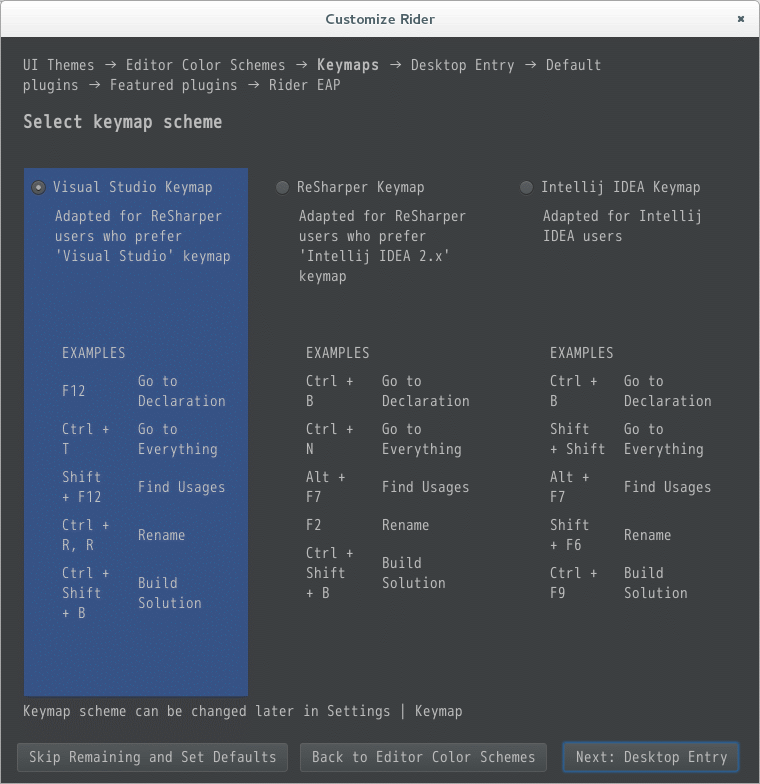 Customize Rider
UI Themes → Editor Color Schemes → Keymaps → Desktop Entry → Default
plugins → Featured plugins → Rider EAP
Select keymap scheme
Visual Studio Keymap
Adapted for ReSharper
users who prefer
'Visual Studio' keymap
EXAMPLES
F12
Go to
Declaration
Ctrl +
T
Go to
Everything
Shift
+ F12
Find Usages
Ctrl +
R, R
Rename
Ctrl +
Shift
+ B
Build
Solution
ReSharper Keymap
Adapted for ReSharper
users who prefer
'Intellij IDEA 2.x'
keymap
EXAMPLES
Ctrl +
B
Go to
Declaration
Ctrl +
N
Go to
Everything
Alt +
F7
Find Usages
F2
Rename
Ctrl +
Shift
+ B
Build
Solution
Intellij IDEA Keymap
Adapted for Intellij
IDEA users
EXAMPLES
Ctrl +
B
Go to
Declaration
Shift
+ Shift
Go to
Everything
Alt +
F7
Find Usages
Shift
+ F6
Rename
Ctrl +
F9
Build
Solution
Keymap scheme can be changed later in Settings | Keymap
Skip Remaining and Set Defaults
Back to Editor Color Schemes
Next: Desktop Entry